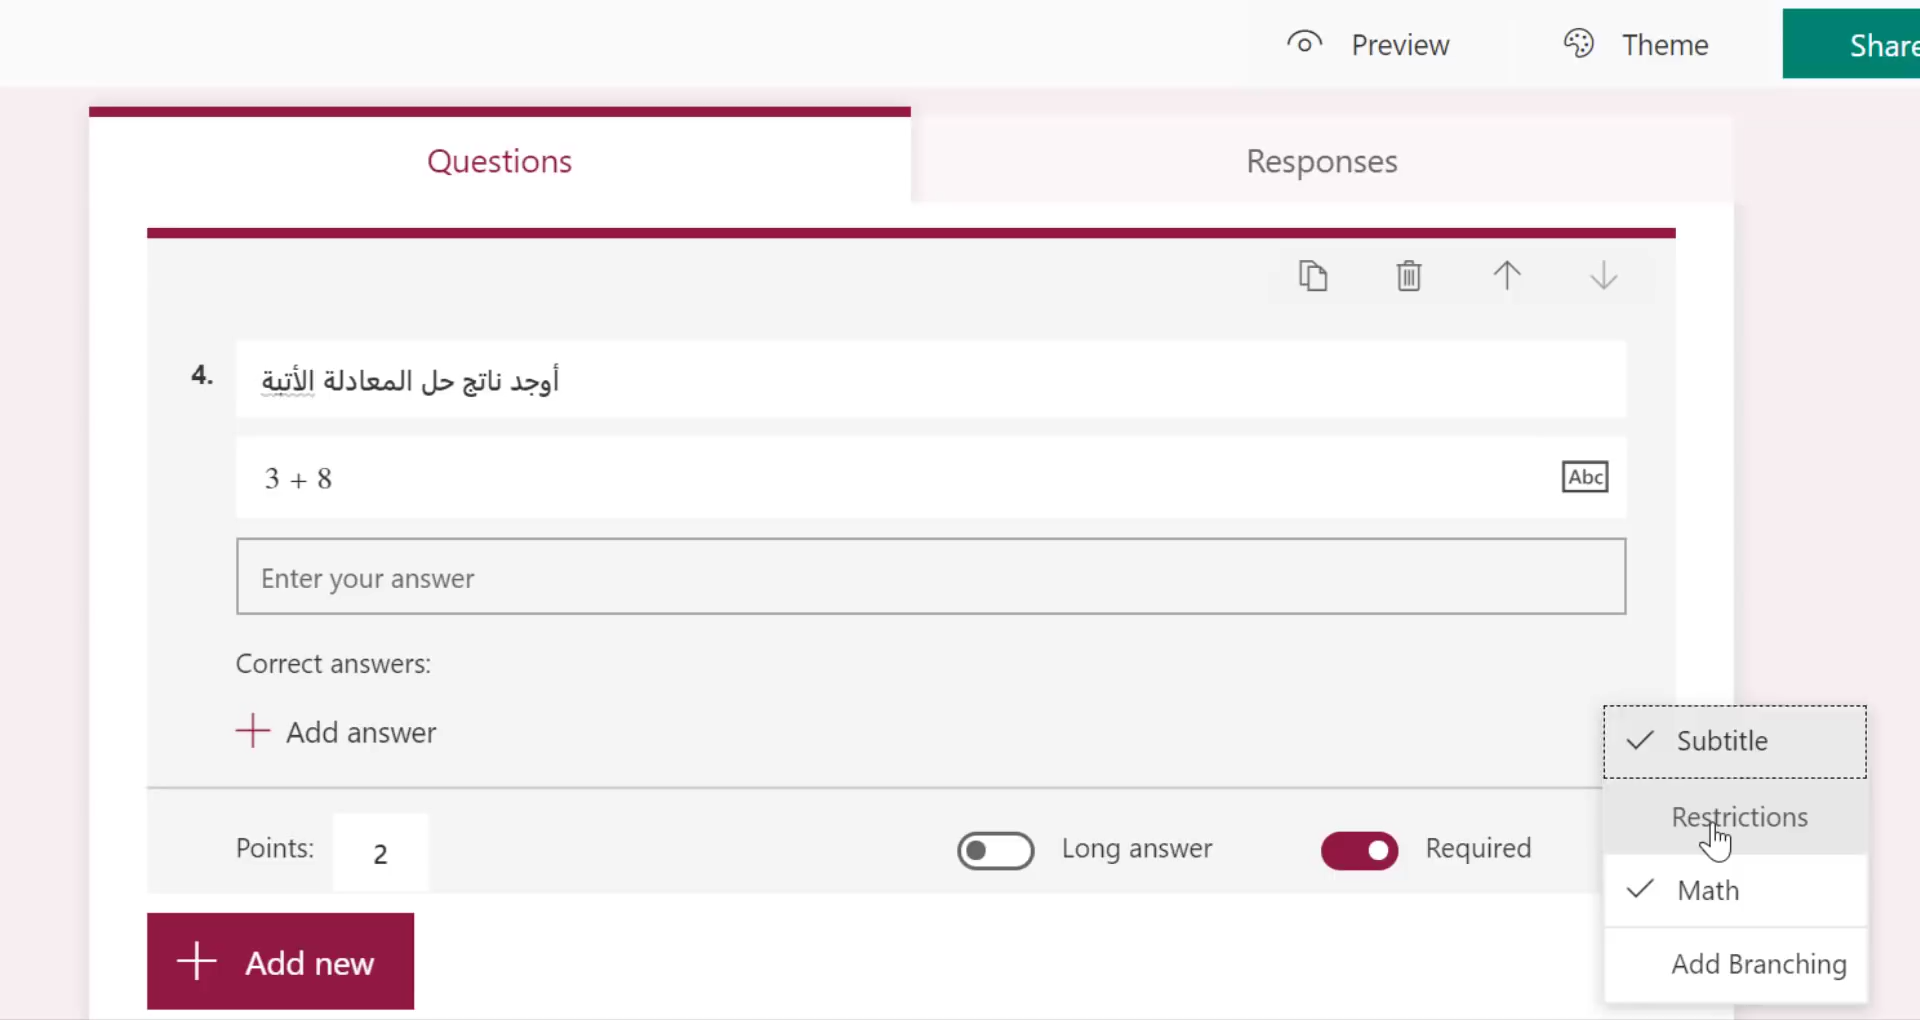 Preview
Theme
Share
Questions
Responses
4.
أوجد ناتج حل المعادلة الأتية
3 + 8
Abc
Enter your answer
Correct answers:
Add answer
Subtitle
Restrictions
Points:
2
Long answer
Required
Math
Add new
Add Branching